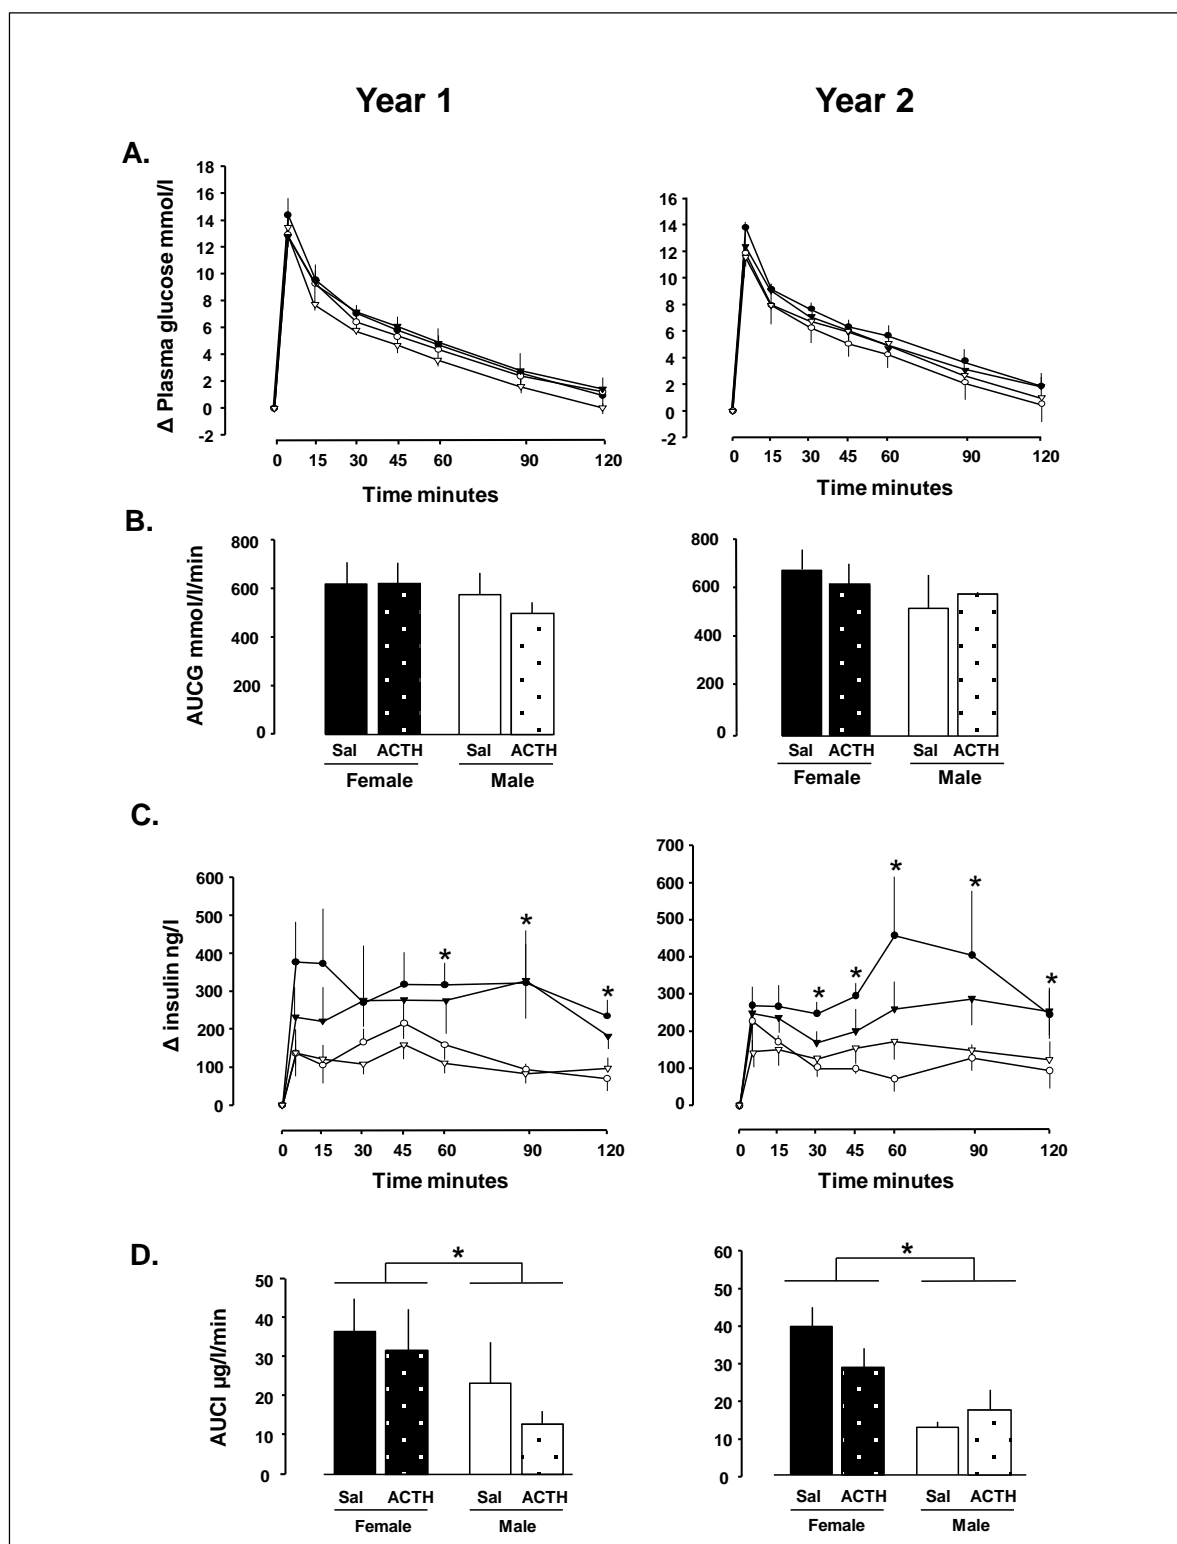 Year 1 Year 2
A.
Δ Plasma glucose mmol/l
18
16
14
12
10
8
6
4
2
0
-2
0 15 30 45 60 90 120
Time minutes
16
14
12
10
8
6
4
2
0
-2
0 15 30 45 60 90 120
Time minutes
B.
AUCG mmol/l/min
800
600
400
200
0
Sal ACTH Sal ACTH
Female Male
800
600
400
200
0
Sal ACTH Sal ACTH
Female Male
C.
Δ insulin ng/l
600
500
400
300
200
100
0
* * *
0 15 30 45 60 90 120
Time minutes
700
600
500
400
300
200
100
0
* * * * *
0 15 30 45 60 90 120
Time minutes
D.
AUCI µg/l/min
50
40
30
20
10
0
*
Sal ACTH Sal ACTH
Female Male
60
50
40
30
20
10
0
*
Sal ACTH Sal ACTH
Female Male